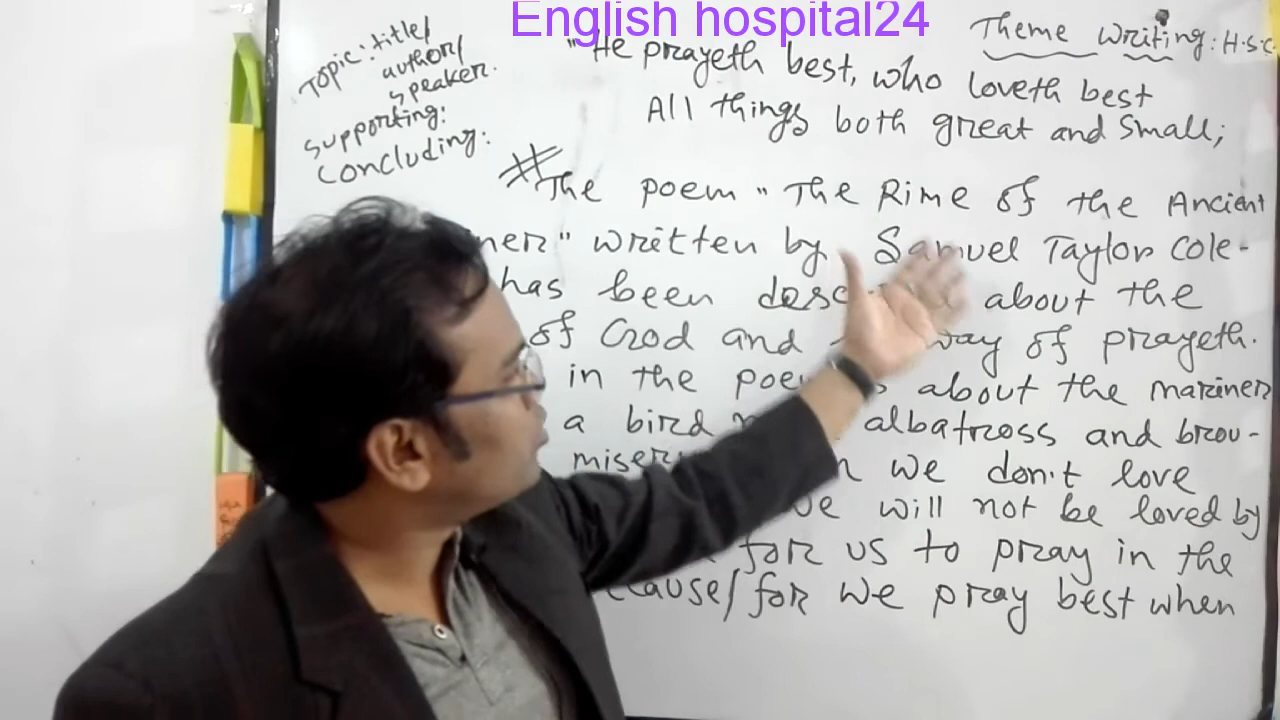 English hospital24
Theme writing: H.S.C
Topic: title/
author/
speaker.
supporting:
concluding:
"He prayeth best, who loveth best
All things both great and small;
# The poem "The Rime of the Ancient
ner" written by Samuel Taylor Cole-
has been about the
of God and way of prayeth.
in the about the mariner
a bird albatross and brou-
we don't love
will not be loved by
for us to pray in the
/for we pray best when